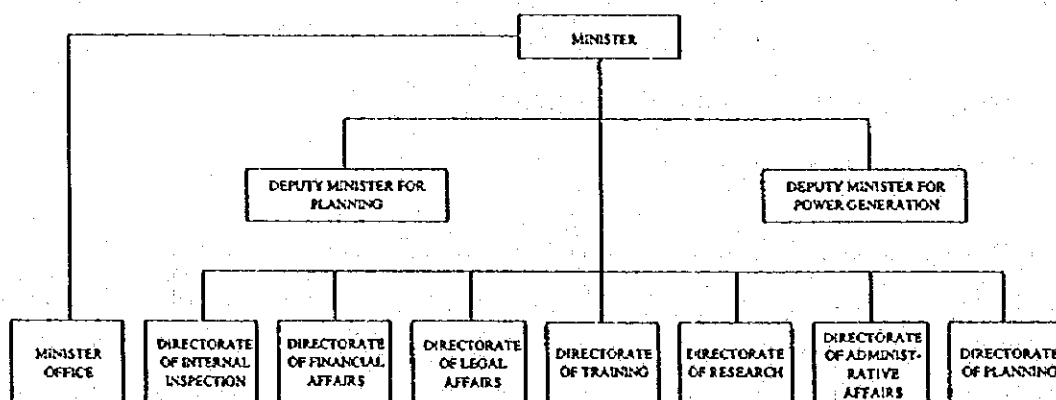 MINISTER
DEPUTY MINISTER FOR
PLANNING
DEPUTY MINISTER FOR
POWER GENERATION
MINISTER
OFFICE
DIRECTORATE
OF INTERNAL
INSPECTION
DIRECTORATE
OF FINANCIAL
AFFAIRS
DIRECTORATE
OF LEGAL
AFFAIRS
DIRECTORATE
OF TRAINING
DIRECTORATE
OF RESEARCH
DIRECTORATE
OF ADMINIST-
RATIVE
AFFAIRS
DIRECTORATE
OF PLANNING